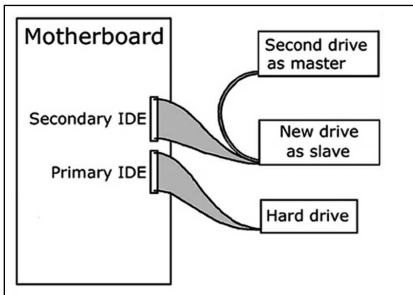 Motherboard
Second drive
as master
Secondary IDE
New drive
as slave
Primary IDE
Hard drive